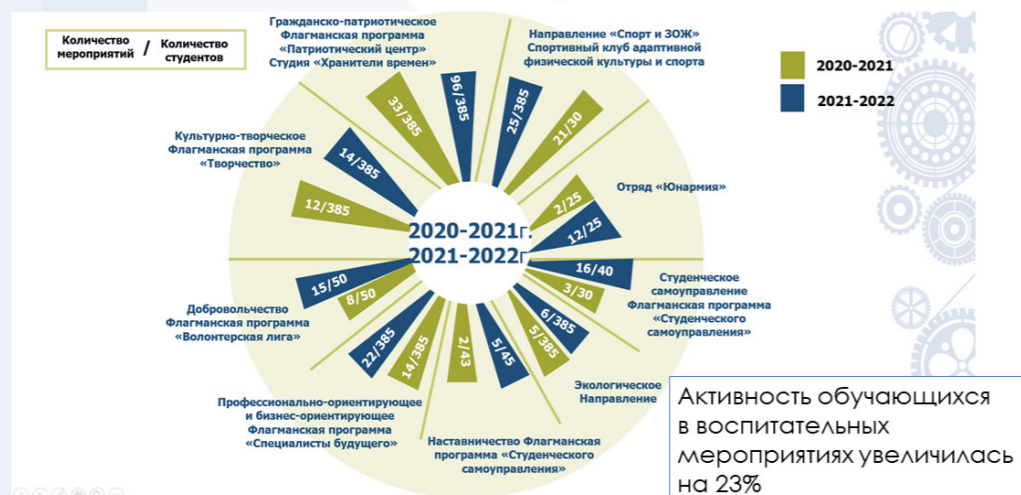 Количество мероприятий / Количество студентов
Гражданско-патриотическое
Флагманская программа
«Патриотический центр»
Студия «Хранители времен»
33/385
96/385
Направление «Спорт и ЗОЖ»
Спортивный клуб адаптивной
физической культуры и спорта
25/385
21/30
2020-2021
2021-2022
Культурно-творческое
Флагманская программа
«Творчество»
14/385
12/385
Отряд «Юнармия»
2/25
12/25
2020-2021г.
2021-2022г.
Студенческое
самоуправление
Флагманская программа
«Студенческого
самоуправления»
16/40
3/30
Добровольчество
Флагманская программа
«Волонтерская лига»
15/50
8/50
Экологическое
Направление
6/385
5/385
Профессионально-ориентирующее
и бизнес-ориентирующее
Флагманская программа
«Специалисты будущего»
22/385
14/385
Наставничество Флагманская
программа «Студенческого
самоуправления»
2/43
5/45
Активность обучающихся
в воспитательных
мероприятиях увеличилась
на 23%